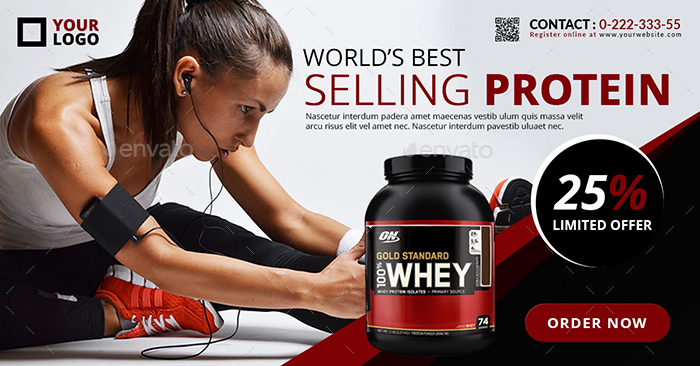 YOUR
LOGO
CONTACT : 0-222-333-55
Register online at www.yourwebsite.com
WORLD'S BEST
SELLING PROTEIN
Nascetur interdum padera amet maecenas vestib ulum quis massa velit
arcu risus elit vel amet nec. Nascetur interdum pavestib uluaet nec.
envato
envato
25%
LIMITED OFFER
ON
GOLD STANDARD
100% WHEY
WHEY PROTEIN ISOLATES • PRIMARY SOURCE
74
ORDER NOW